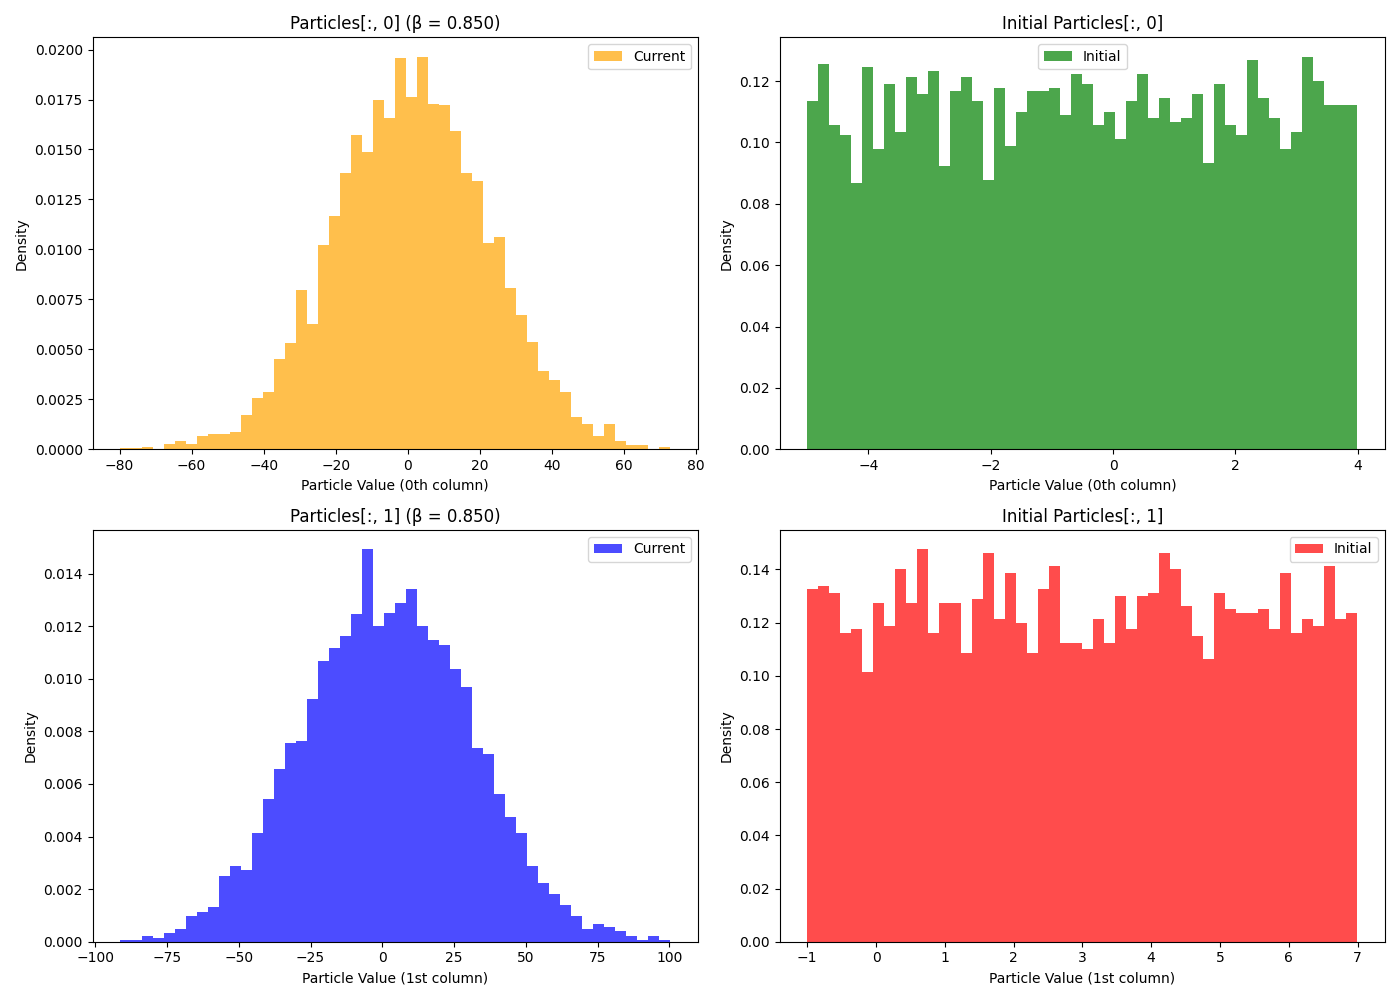 Particles[:, 0] (β = 0.850)
Current
0.0200
0.0175
0.0150
0.0125
0.0100
0.0075
0.0050
0.0025
0.0000
Density
−80 −60 −40 −20 0 20 40 60 80
Particle Value (0th column)
Initial Particles[:, 0]
Initial
0.12
0.10
0.08
0.06
0.04
0.02
0.00
Density
−4 −2 0 2 4
Particle Value (0th column)
Particles[:, 1] (β = 0.850)
Current
0.014
0.012
0.010
0.008
0.006
0.004
0.002
0.000
Density
−100 −75 −50 −25 0 25 50 75 100
Particle Value (1st column)
Initial Particles[:, 1]
Initial
0.14
0.12
0.10
0.08
0.06
0.04
0.02
0.00
Density
−1 0 1 2 3 4 5 6 7
Particle Value (1st column)